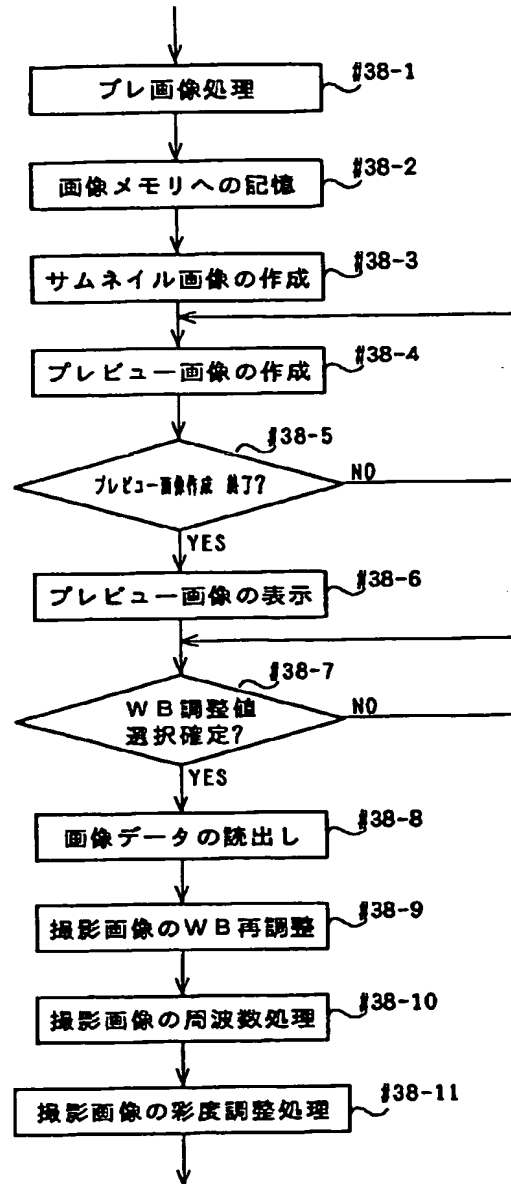 プレ画像処理
#38-1
画像メモリへの記憶
#38-2
サムネイル画像の作成
#38-3
プレビュー画像の作成
#38-4
プレビュー画像作成 終了?
#38-5
NO
YES
プレビュー画像の表示
#38-6
WB調整値
選択確定?
#38-7
NO
YES
画像データの読出し
#38-8
撮影画像のWB再調整
#38-9
撮影画像の周波数処理
#38-10
撮影画像の彩度調整処理
#38-11